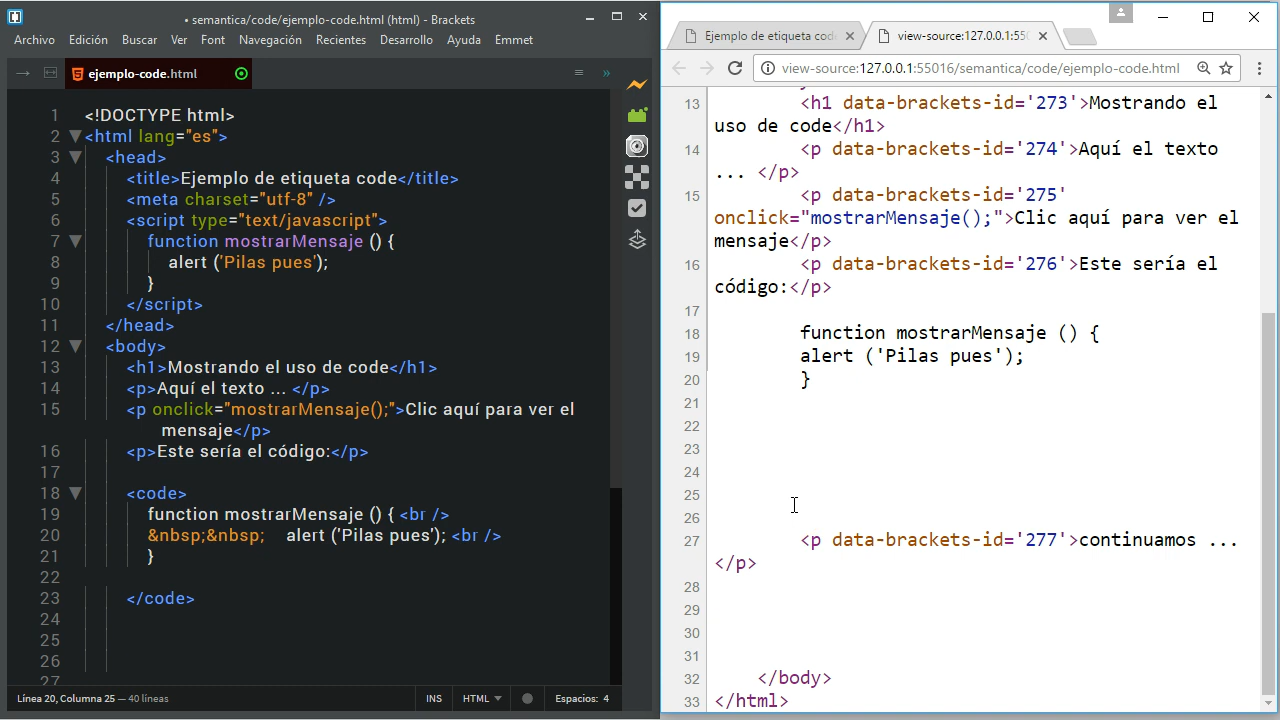 • semantica/code/ejemplo-code.html (html) - Brackets
Archivo Edición Buscar Ver Font Navegación Recientes Desarrollo Ayuda Emmet
ejemplo-code.html
1 <!DOCTYPE html>
2 <html lang="es">
3 <head>
4 <title>Ejemplo de etiqueta code</title>
5 <meta charset="utf-8" />
6 <script type="text/javascript">
7 function mostrarMensaje () {
8 alert ('Pilas pues');
9 }
10 </script>
11 </head>
12 <body>
13 <h1>Mostrando el uso de code</h1>
14 <p>Aquí el texto ... </p>
15 <p onclick="mostrarMensaje();">Clic aquí para ver el
mensaje</p>
16 <p>Este sería el código:</p>
17
18 <code>
19 function mostrarMensaje () { <br />
20 &nbsp;&nbsp; alert ('Pilas pues'); <br />
21 }
22
23 </code>
24
25
26
27
Línea 20, Columna 25 — 40 líneas INS HTML Espacios: 4
Ejemplo de etiqueta cod view-source:127.0.0.1:550
view-source:127.0.0.1:55016/semantica/code/ejemplo-code.html
13 <h1 data-brackets-id='273'>Mostrando el
uso de code</h1>
14 <p data-brackets-id='274'>Aquí el texto
... </p>
15 <p data-brackets-id='275'
onclick="mostrarMensaje();">Clic aquí para ver el
mensaje</p>
16 <p data-brackets-id='276'>Este sería el
código:</p>
17
18 function mostrarMensaje () {
19 alert ('Pilas pues');
20 }
21
22
23
24
25
26
27 <p data-brackets-id='277'>continuamos ...
</p>
28
29
30
31
32 </body>
33 </html>